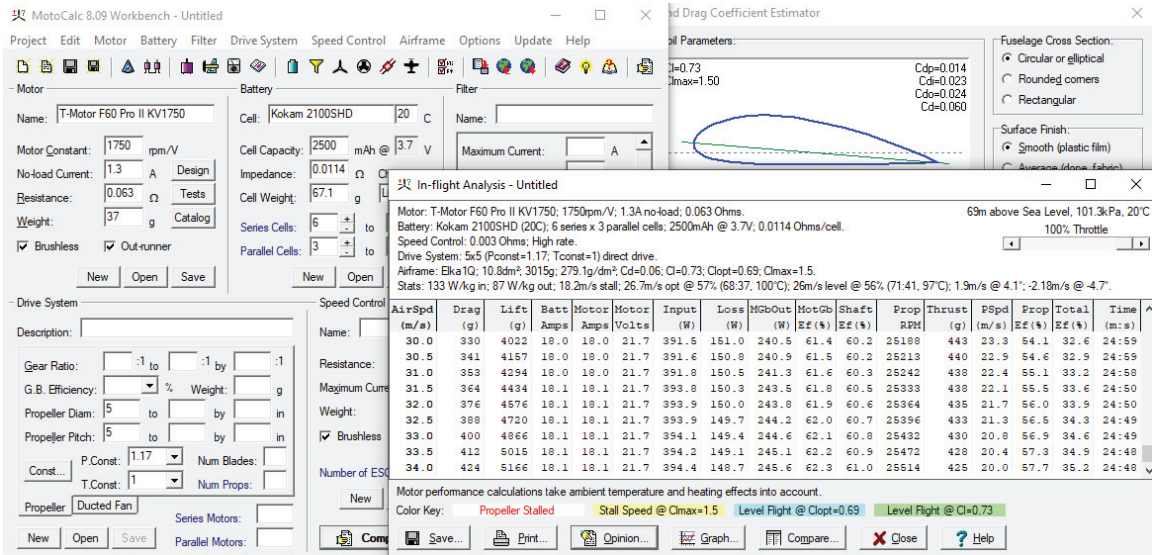 MotoCalc 8.09 Workbench - Untitled
Project Edit Motor Battery Filter Drive System Speed Control Airframe Options Update Help
Motor
Name: T-Motor F60 Pro II KV1750
Motor Constant: 1750 rpm/V
No-load Current: 1.3 A Design
Resistance: 0.063 Ω Tests
Weight: 37 g Catalog
Brushless Out-runner
New Open Save
Battery
Cell: Kokam 2100SHD 20 C
Cell Capacity: 2500 mAh @ 3.7 V
Impedance: 0.0114 Ω
Cell Weight: 67.1 g
Series Cells: 6 to
Parallel Cells: 3 to
New Open
Filter
Name:
Maximum Current: A
Drag Coefficient Estimator
Parameters:
Cl=0.73
Clmax=1.50
Cdp=0.014
Cdi=0.023
Cdo=0.024
Cd=0.060
Fuselage Cross Section:
Circular or elliptical
Rounded corners
Rectangular
Surface Finish:
Smooth (plastic film)
Average (dope, fabric)
Drive System
Description:
Gear Ratio: :1 to :1 by :1
G.B. Efficiency: % Weight: g
Propeller Diam: 5 to by in
Propeller Pitch: 5 to by in
Const... P.Const: 1.17 Num Blades:
T.Const: 1 Num Props:
Propeller Ducted Fan
Series Motors:
New Open Save Parallel Motors:
Speed Control
Name:
Resistance:
Maximum
Weight:
Brushless
Number of
New
In-flight Analysis - Untitled
Motor: T-Motor F60 Pro II KV1750; 1750rpm/V; 1.3A no-load; 0.063 Ohms. 69m above Sea Level, 101.3kPa, 20°C
Battery: Kokam 2100SHD (20C); 6 series x 3 parallel cells; 2500mAh @ 3.7V; 0.0114 Ohms/cell. 100% Throttle
Speed Control: 0.003 Ohms; High rate.
Drive System: 5x5 (Pconst=1.17; Tconst=1) direct drive.
Airframe: Elka1Q; 10.8dm²; 3015g; 279.1g/dm²; Cd=0.06; Cl=0.73; Clopt=0.69; Clmax=1.5.
Stats: 133 W/kg in; 87 W/kg out; 18.2m/s stall; 26.7m/s opt @ 57% (68:37, 100°C); 26m/s level @ 56% (71:41, 97°C); 1.9m/s @ 4.1°; -2.18m/s @ -4.7°.
AirSpd Drag Lift Batt Motor Motor Input Loss MGbOut MotGb Shaft Prop Thrust PSpd Prop Total Time
(m/s) (g) (g) Amps Amps Volts (W) (W) (W) Ef(%) Ef(%) RPM (g) (m/s) Ef(%) Ef(%) (m:s)
30.0 330 4022 18.0 18.0 21.7 391.5 151.0 240.5 61.4 60.2 25188 443 23.3 54.1 32.6 24:59
30.5 341 4157 18.0 18.0 21.7 391.6 150.8 240.9 61.5 60.2 25213 440 22.9 54.6 32.9 24:59
31.0 353 4294 18.0 18.0 21.7 391.8 150.5 241.3 61.6 60.3 25242 438 22.4 55.1 33.2 24:58
31.5 364 4434 18.1 18.1 21.7 393.8 150.3 243.5 61.8 60.5 25333 438 22.1 55.5 33.6 24:50
32.0 376 4576 18.1 18.1 21.7 393.9 150.0 243.8 61.9 60.6 25364 435 21.7 56.0 33.9 24:50
32.5 388 4720 18.1 18.1 21.7 393.9 149.7 244.2 62.0 60.7 25396 433 21.3 56.5 34.3 24:49
33.0 400 4866 18.1 18.1 21.7 394.1 149.4 244.6 62.1 60.8 25432 430 20.8 56.9 34.6 24:49
33.5 412 5015 18.1 18.1 21.7 394.2 149.1 245.1 62.2 60.9 25472 428 20.4 57.3 34.9 24:48
34.0 424 5166 18.1 18.1 21.7 394.4 148.7 245.6 62.3 61.0 25514 425 20.0 57.7 35.2 24:48
Motor performance calculations take ambient temperature and heating effects into account.
Color Key: Propeller Stalled Stall Speed @ Clmax=1.5 Level Flight @ Clopt=0.69 Level Flight @ Cl=0.73
Save... Print... Opinion... Graph... Compare... Close Help